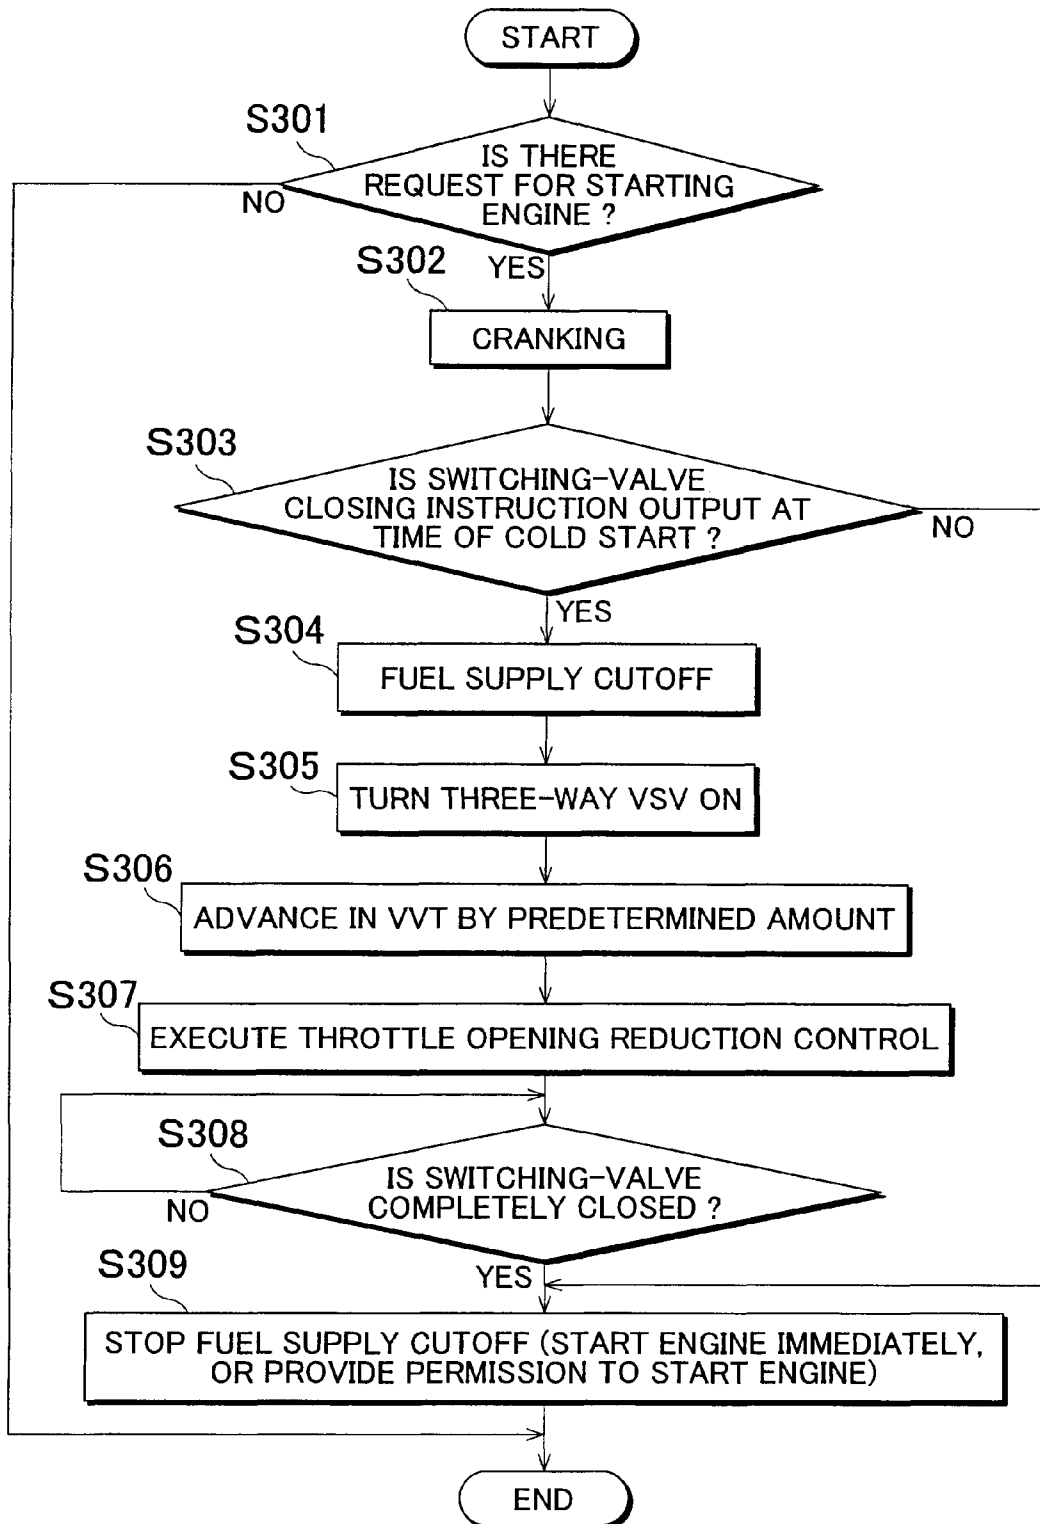 START
S301
IS THERE
REQUEST FOR STARTING
ENGINE ?
NO
YES
S302
CRANKING
S303
IS SWITCHING-VALVE
CLOSING INSTRUCTION OUTPUT AT
TIME OF COLD START ?
NO
YES
S304
FUEL SUPPLY CUTOFF
S305
TURN THREE-WAY VSV ON
S306
ADVANCE IN VVT BY PREDETERMINED AMOUNT
S307
EXECUTE THROTTLE OPENING REDUCTION CONTROL
S308
IS SWITCHING-VALVE
COMPLETELY CLOSED ?
NO
YES
S309
STOP FUEL SUPPLY CUTOFF (START ENGINE IMMEDIATELY,
OR PROVIDE PERMISSION TO START ENGINE)
END